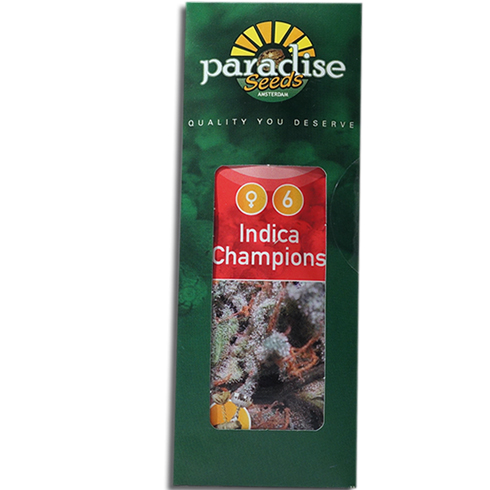 paradise
Seeds
AMSTERDAM
QUALITY YOU DESERVE
♀ 6
Indica
Champions